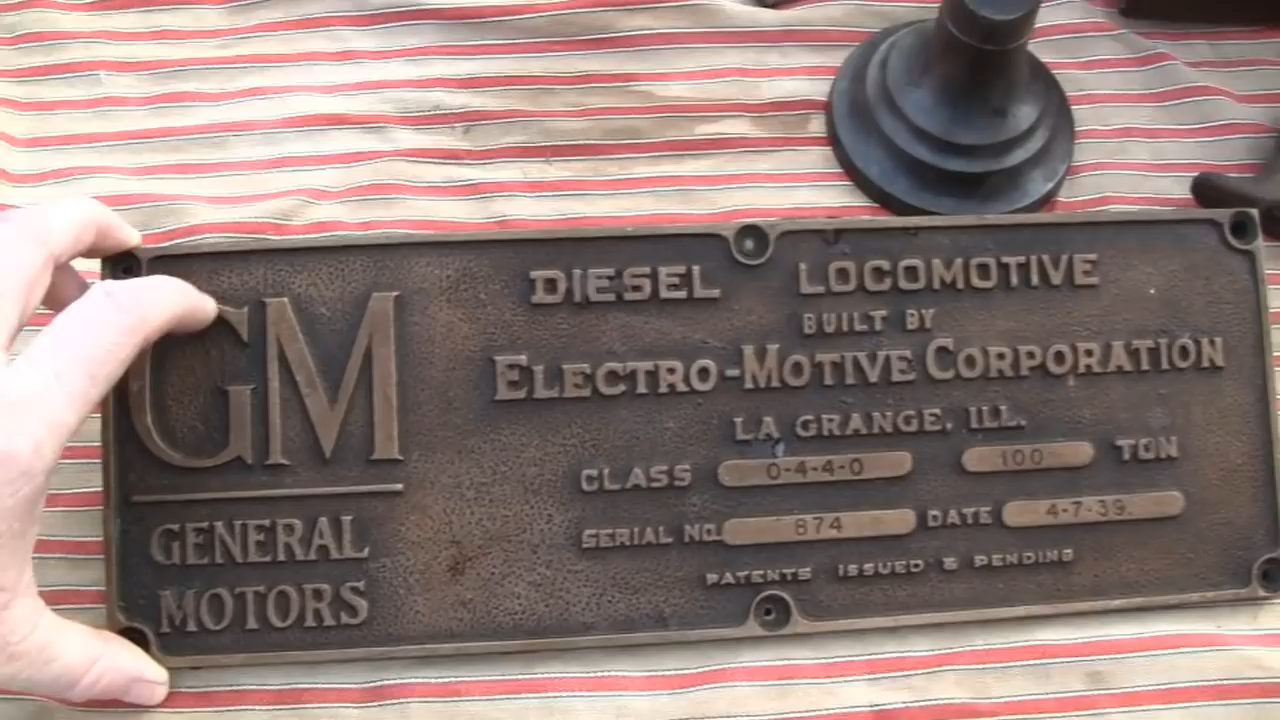 GM
GENERAL
MOTORS
DIESEL LOCOMOTIVE
BUILT BY
ELECTRO-MOTIVE CORPORATION
LA GRANGE, ILL.
CLASS 0-4-4-0 100 TON
SERIAL NO. 874 DATE 4-7-39.
PATENTS ISSUED & PENDING